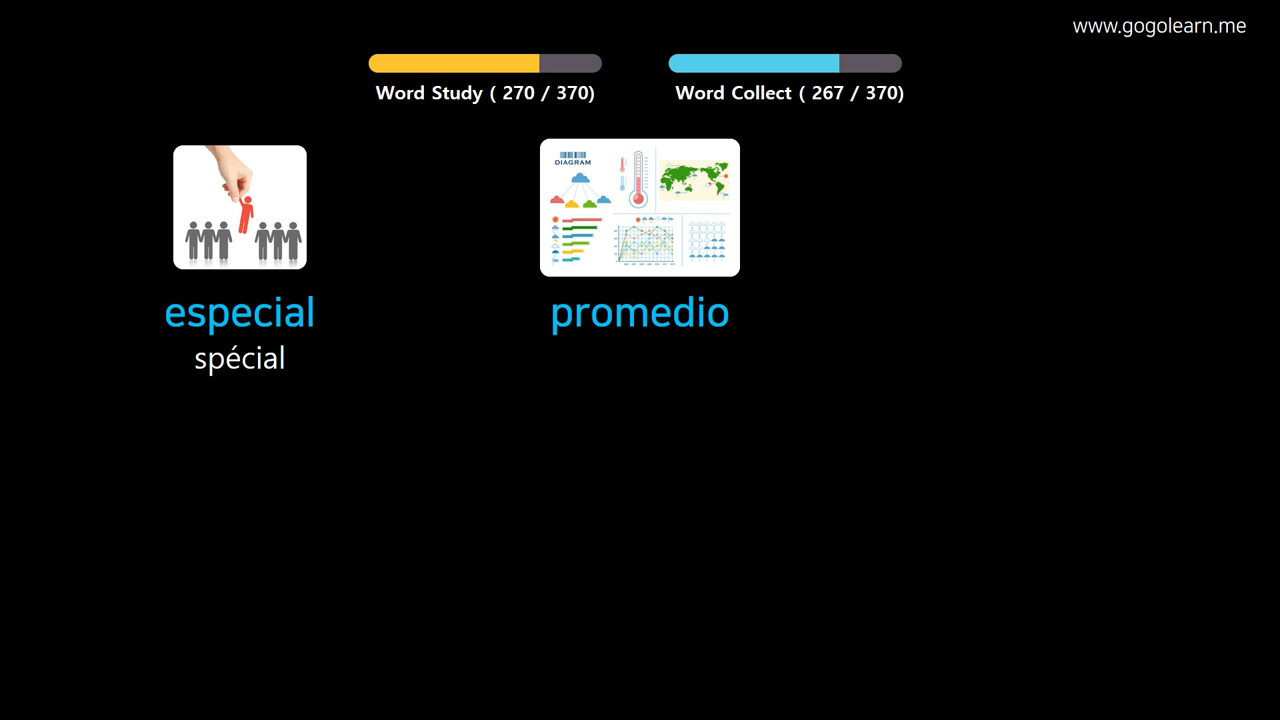 www.gogolearn.me
Word Study ( 270 / 370)
Word Collect ( 267 / 370)
DIAGRAM
especial
promedio
spécial